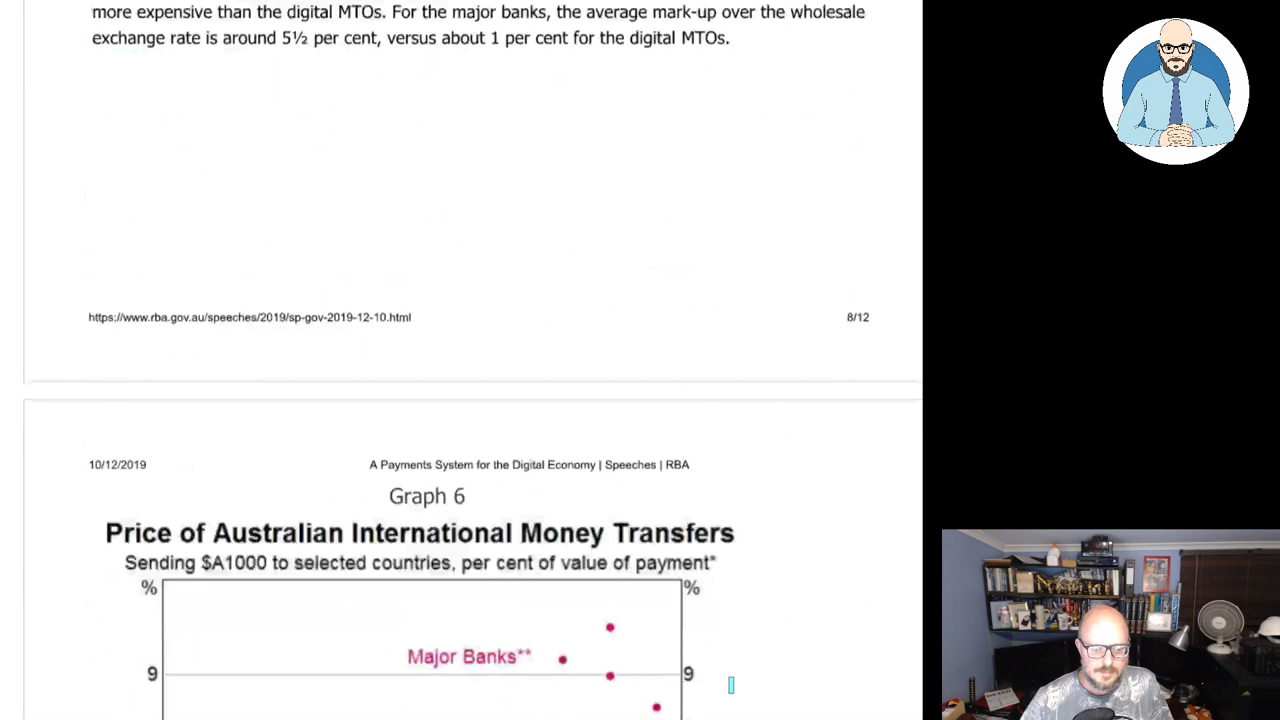 more expensive than the digital MTOs. For the major banks, the average mark-up over the wholesale
exchange rate is around 5½ per cent, versus about 1 per cent for the digital MTOs.
https://www.rba.gov.au/speeches/2019/sp-gov-2019-12-10.html 8/12
10/12/2019 A Payments System for the Digital Economy | Speeches | RBA
Graph 6
Price of Australian International Money Transfers
Sending $A1000 to selected countries, per cent of value of payment*
% %
Major Banks**
9 9